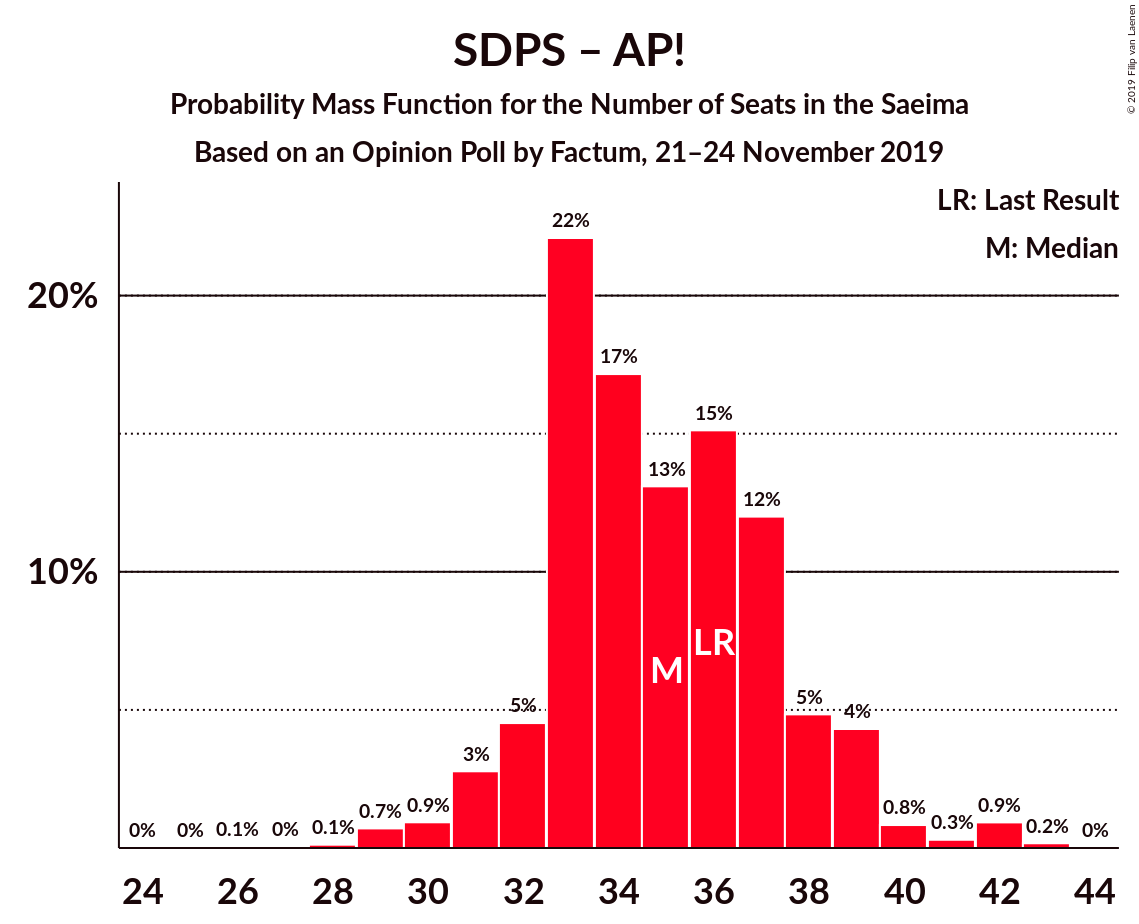 SDPS – AP!
Probability Mass Function for the Number of Seats in the Saeima
Based on an Opinion Poll by Factum, 21–24 November 2019
© 2019 Filip van Laenen
LR: Last Result
M: Median
20%
10%
0%
0%
0.1%
0%
0.1%
0.7%
0.9%
3%
5%
22%
17%
13%
15%
12%
5%
4%
0.8%
0.3%
0.9%
0.2%
0%
M
LR
24 26 28 30 32 34 36 38 40 42 44